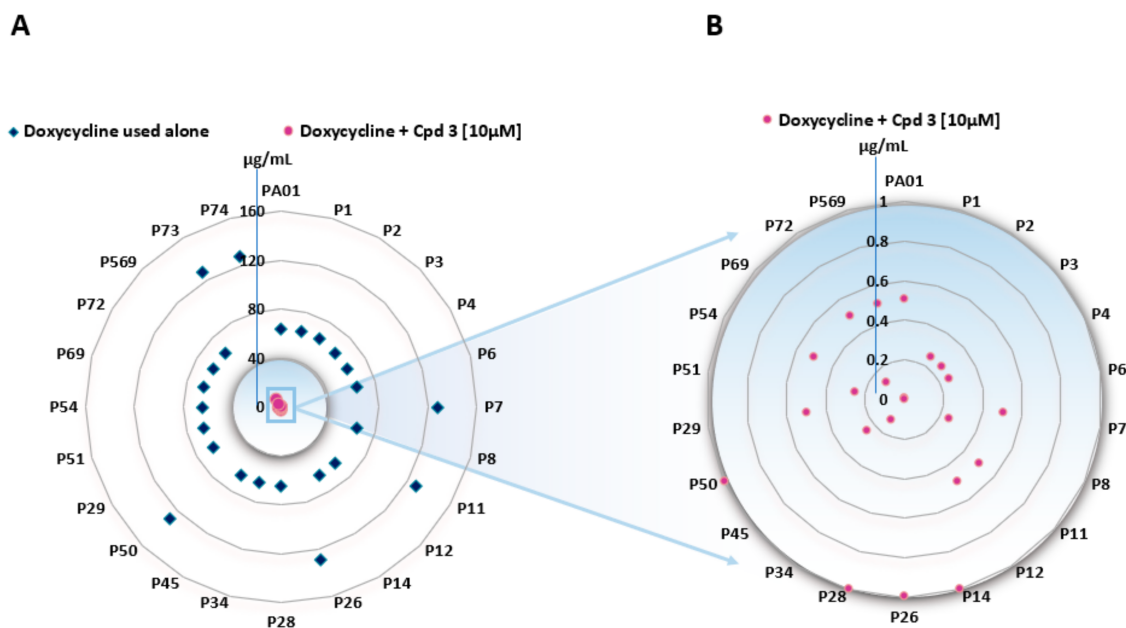 A
B
Doxycycline used alone
Doxycycline + Cpd 3 [10µM]
Doxycycline + Cpd 3 [10µM]
µg/mL
PA01
P1
P2
P3
P4
P6
P7
P8
P11
P12
P14
P26
P28
P34
P45
P50
P29
P51
P54
P69
P72
P569
P73
P74
160
120
80
40
0
µg/mL
PA01
P1
P2
P3
P4
P6
P7
P8
P11
P12
P14
P26
P28
P34
P45
P50
P29
P51
P54
P69
P72
P569
1
0.8
0.6
0.4
0.2
0